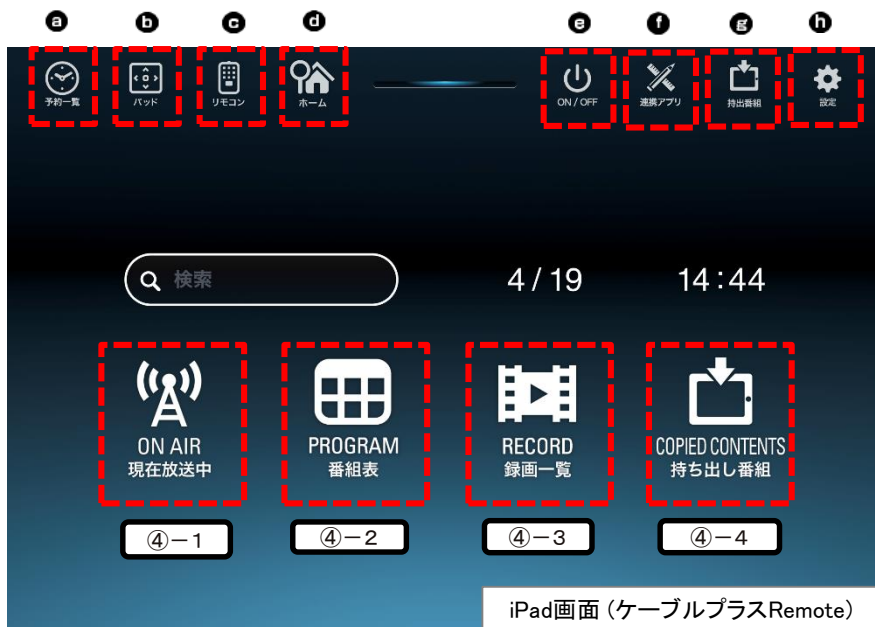 ⓐ ⓑ ⓒ ⓓ ⓔ ⓕ ⓖ ⓗ
予約一覧 パッド リモコン ホーム ON / OFF 連携アプリ 持出番組 設定
検索 4/19 14:44
ON AIR PROGRAM RECORD COPIED CONTENTS
現在放送中 番組表 録画一覧 持ち出し番組
④－1 ④－2 ④－3 ④－4
iPad画面（ケーブルプラスRemote）